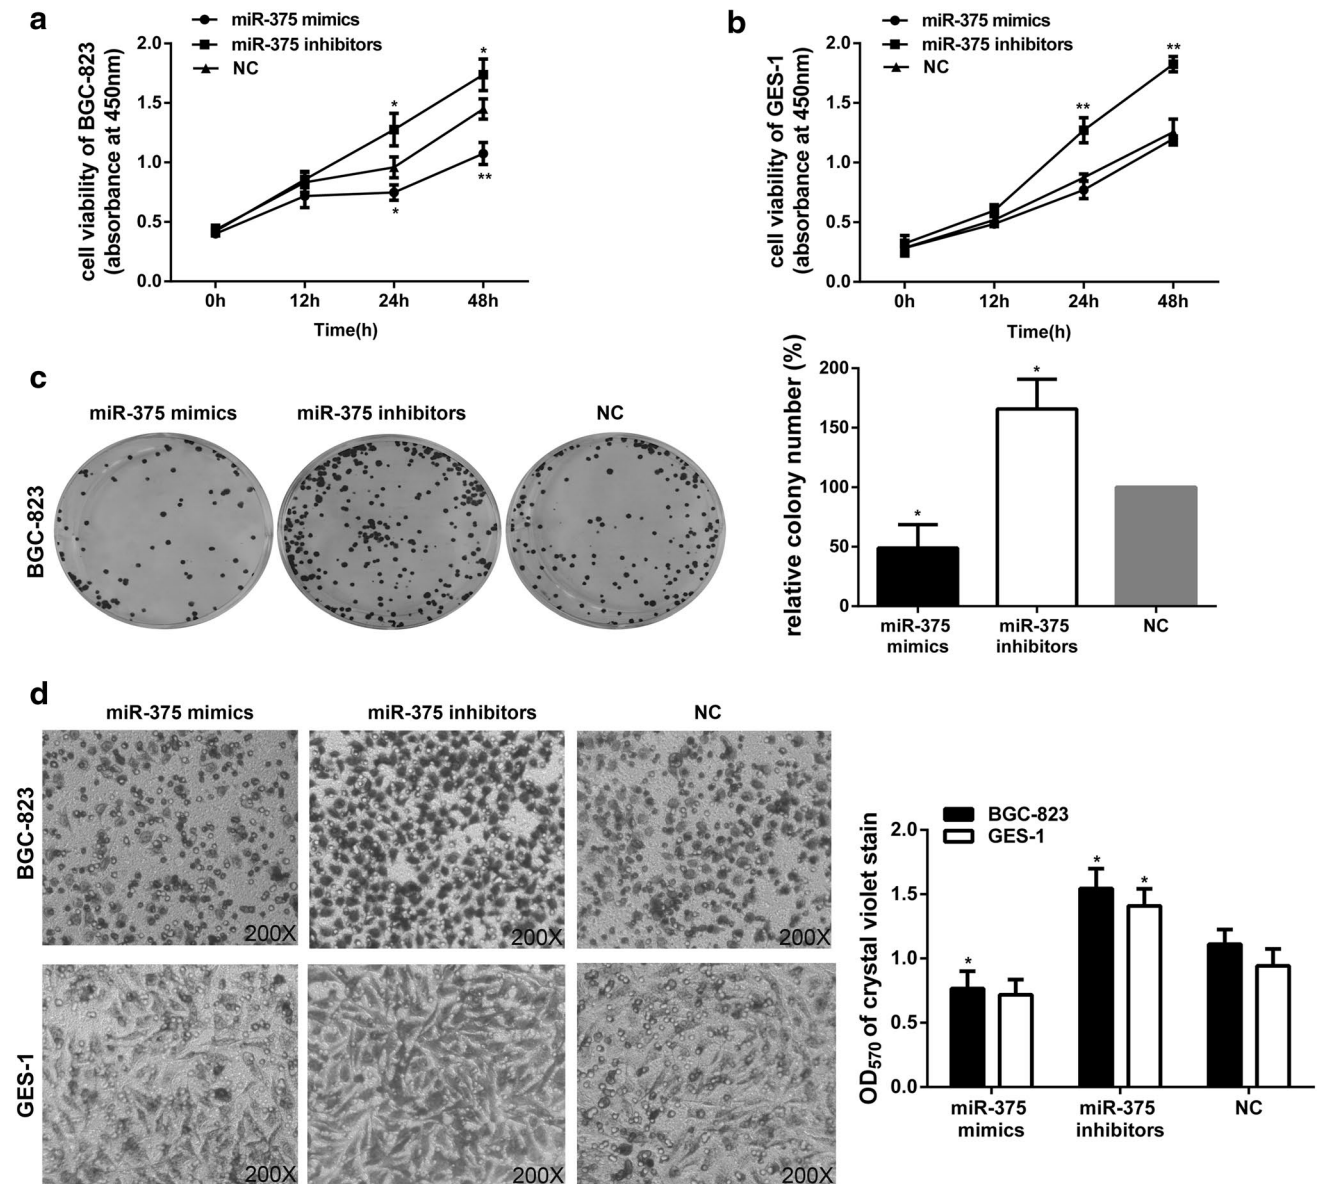 a
miR-375 mimics
miR-375 inhibitors
NC
cell viability of BGC-823
(absorbance at 450nm)
2.0
1.5
1.0
0.5
0.0
*
*
*
**
0h
12h
24h
48h
Time(h)
b
miR-375 mimics
miR-375 inhibitors
NC
cell viability of GES-1
(absorbance at 450nm)
2.0
1.5
1.0
0.5
0.0
**
**
0h
12h
24h
48h
Time(h)
c
miR-375 mimics
miR-375 inhibitors
NC
BGC-823
relative colony number (%)
200
150
100
50
0
*
*
miR-375
mimics
miR-375
inhibitors
NC
d
miR-375 mimics
miR-375 inhibitors
NC
BGC-823
200X
200X
200X
GES-1
200X
200X
200X
BGC-823
GES-1
OD570 of crystal violet stain
2.0
1.5
1.0
0.5
0.0
*
*
*
miR-375
mimics
miR-375
inhibitors
NC